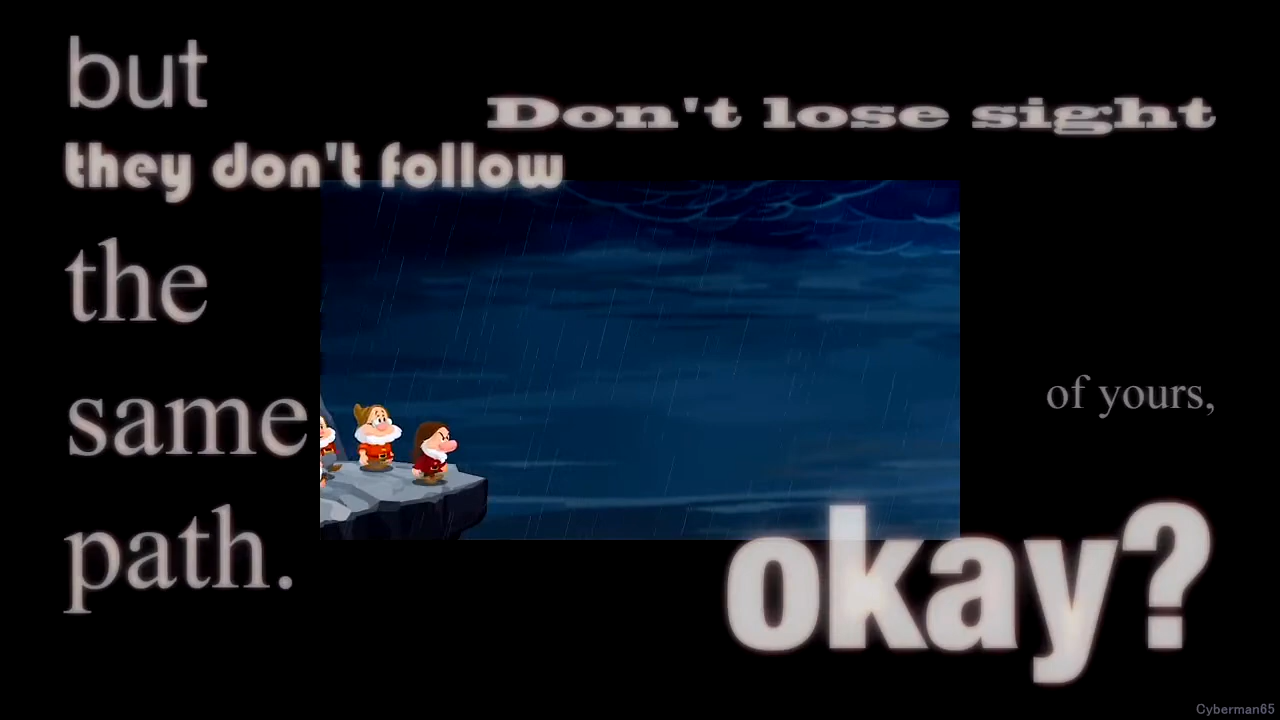 but
they don't follow
the
same
path.
Don't lose sight
of yours,
okay?
Cyberman65